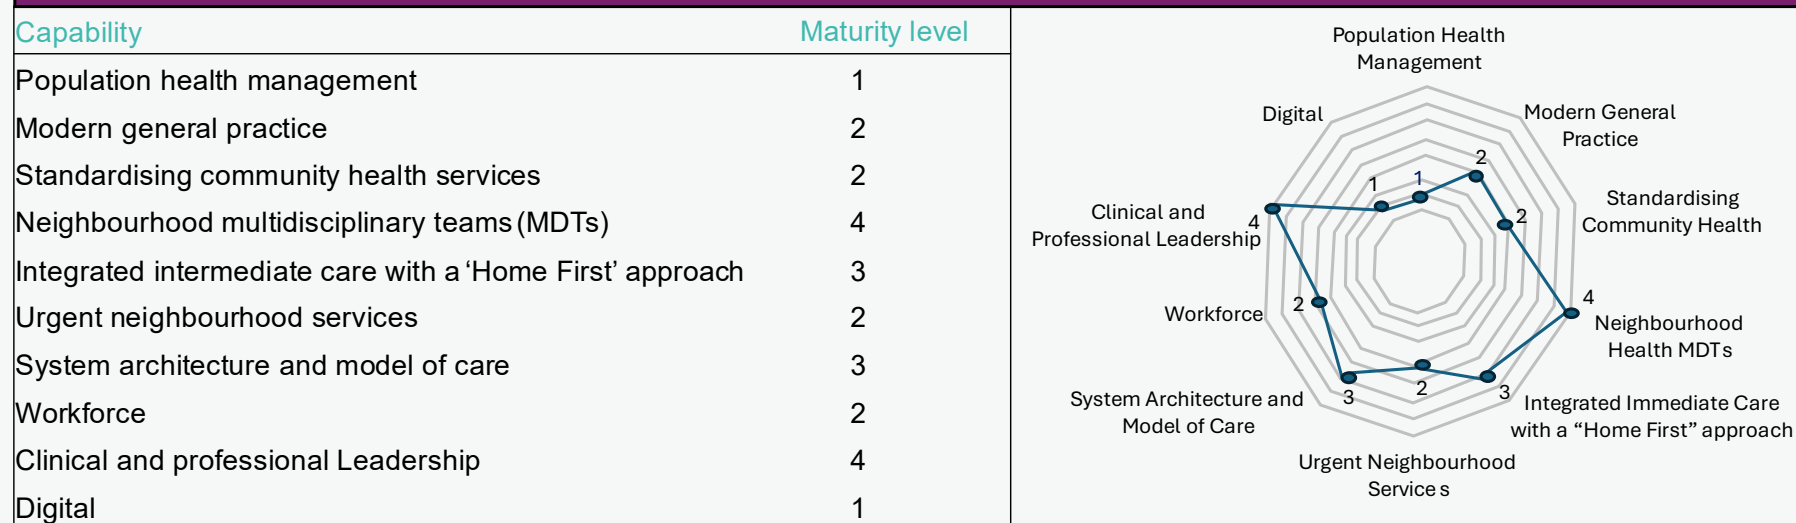 Capability Maturity level
Population health management 1
Modern general practice 2
Standardising community health services 2
Neighbourhood multidisciplinary teams (MDTs) 4
Integrated intermediate care with a ‘Home First’ approach 3
Urgent neighbourhood services 2
System architecture and model of care 3
Workforce 2
Clinical and professional Leadership 4
Digital 1
Population Health
Management
Digital
Modern General
Practice
2
1
1
Standardising
Community Health
2
Clinical and
Professional Leadership
4
4
Neighbourhood
Health MDTs
Workforce
2
System Architecture and
Model of Care
3
2
3
Integrated Immediate Care
with a “Home First” approach
Urgent Neighbourhood
Services